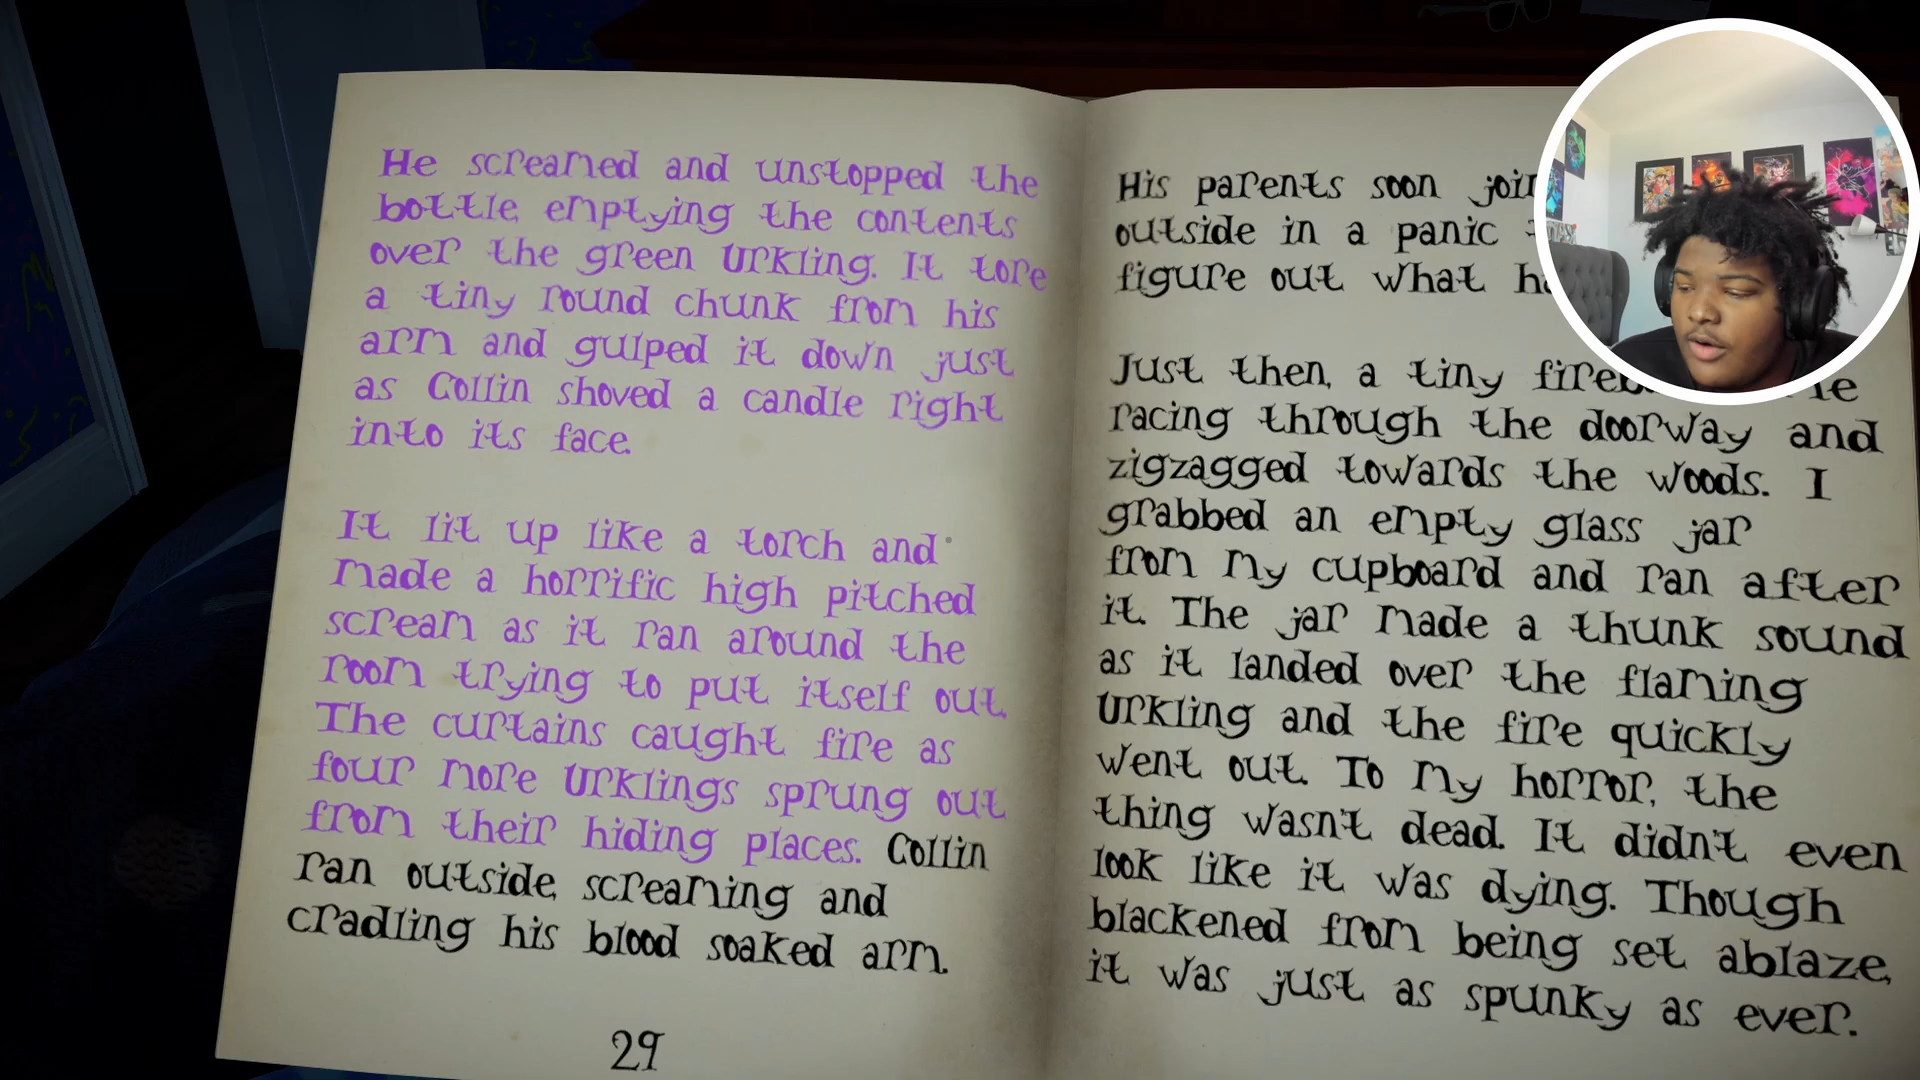 He screamed and unstopped the
bottle, emptying the contents
over the green Urkling. It tore
a tiny round chunk from his
arm and gulped it down just
as Collin shoved a candle right
into its face.
It lit up like a torch and
made a horrific high pitched
scream as it ran around the
room trying to put itself out.
The curtains caught fire as
four more Urklings sprung out
from their hiding places. Collin
ran outside, screaming and
cradling his blood soaked arm.
29
His parents soon
outside in a panic
figure out what
Just then, a tiny
racing through the doorway and
zigzagged towards the woods. I
grabbed an empty glass jar
from my cupboard and ran after
it. The jar made a thunk sound
as it landed over the flaming
Urkling and the fire quickly
went out. To my horror, the
thing wasn't dead. It didn't even
look like it was dying. Though
blackened from being set ablaze,
it was just as spunky as ever.